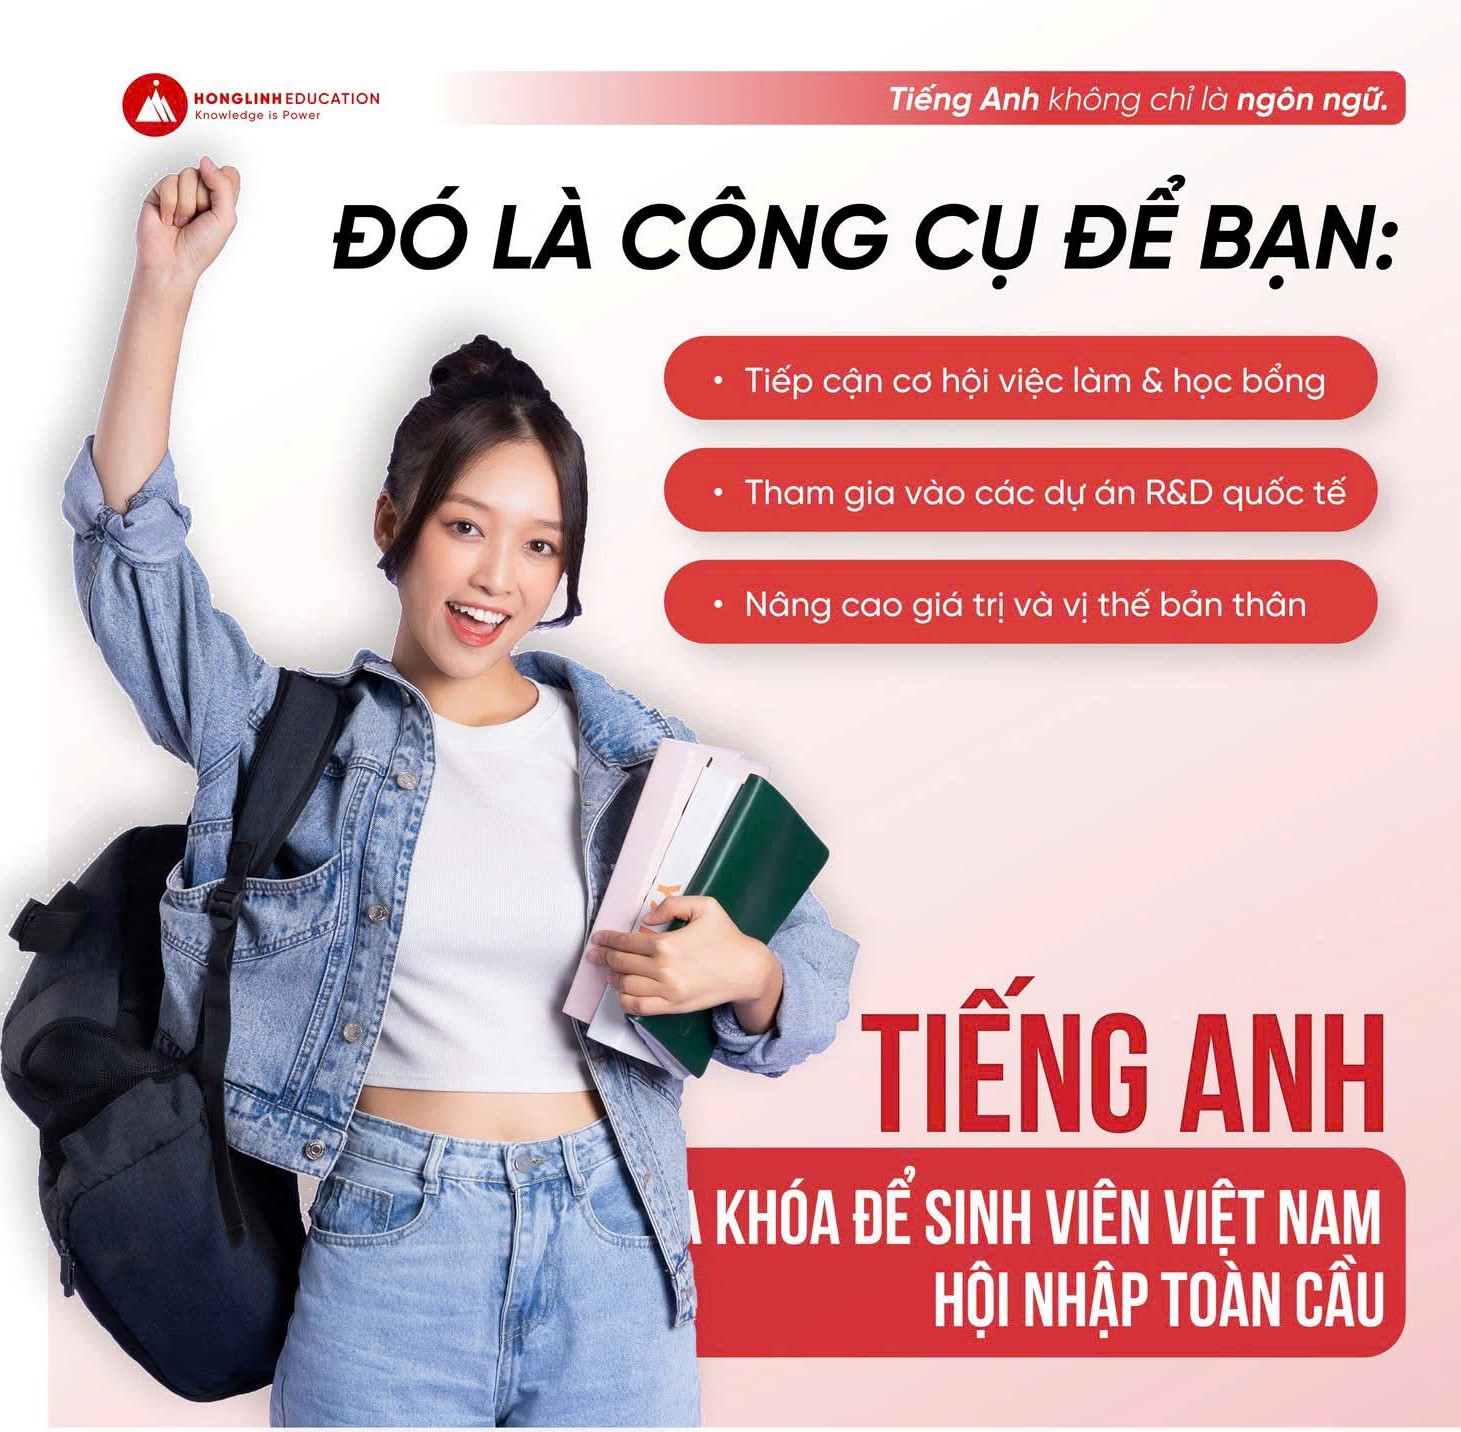 HONGLINH EDUCATION
Knowledge is Power
Tiếng Anh không chỉ là ngôn ngữ.
ĐÓ LÀ CÔNG CỤ ĐỂ BẠN:
• Tiếp cận cơ hội việc làm & học bổng
• Tham gia vào các dự án R&D quốc tế
• Nâng cao giá trị và vị thế bản thân
TIẾNG ANH
KHÓA ĐỂ SINH VIÊN VIỆT NAM
HỘI NHẬP TOÀN CẦU